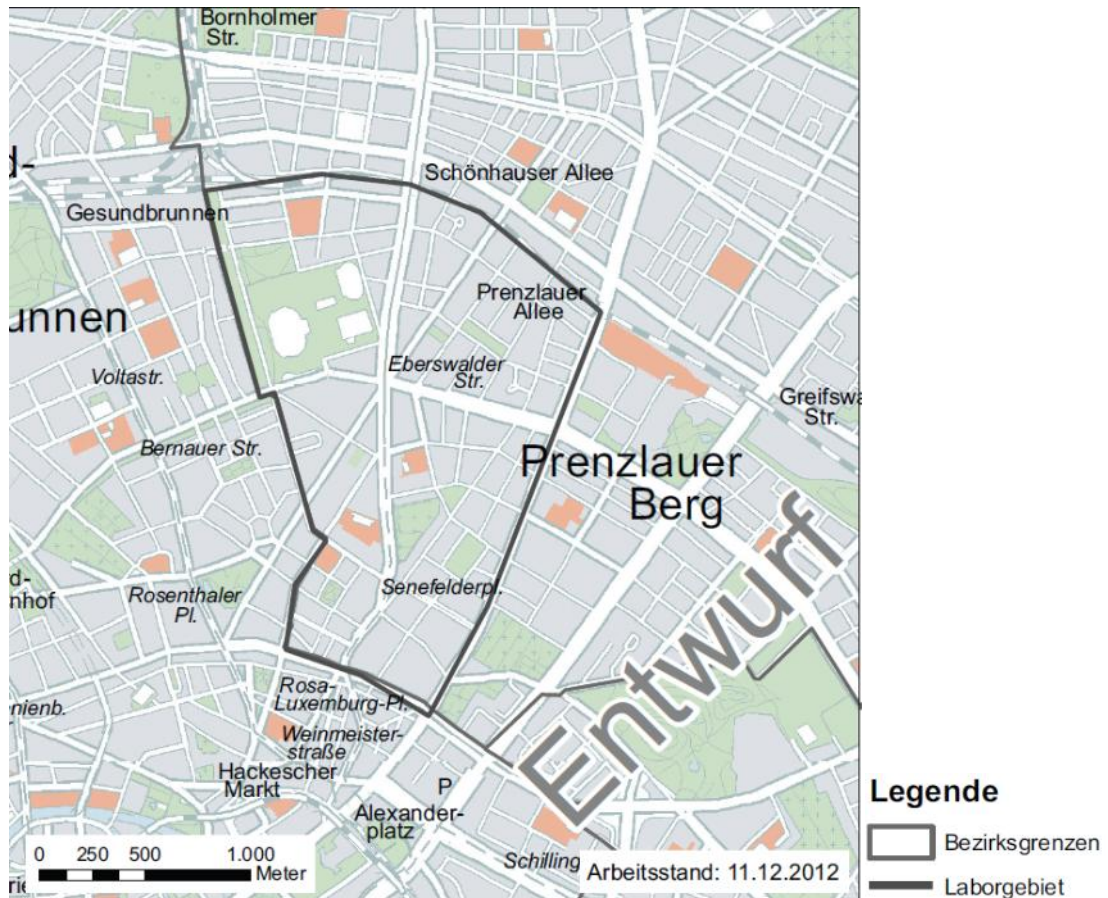 Bornholmer
Str.
d-
Schönhauser Allee
Gesundbrunnen
Prenzlauer
Allee
unnen
Voltastr.
Eberswalder
Str.
Greifswa
Str.
Bernauer Str.
Prenzlauer
Berg
d-
nhof
Rosenthaler
Pl.
Senefelderpl.
Entwurf
Rosa-
Luxemburg-Pl.
nienb.
Weinmeister-
straße
Hackescher
Markt
P
Alexander-
platz
Schilling
0 250 500 1.000
Meter
Arbeitsstand: 11.12.2012
Legende
Bezirksgrenzen
Laborgebiet